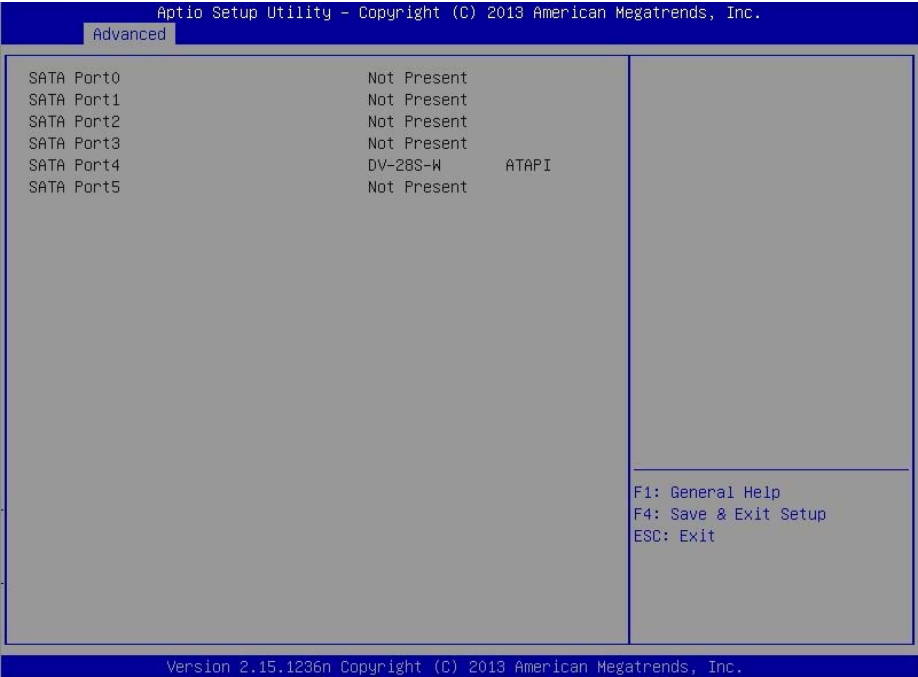 Aptio Setup Utility – Copyright (C) 2013 American Megatrends, Inc.
Advanced
SATA Port0 Not Present
SATA Port1 Not Present
SATA Port2 Not Present
SATA Port3 Not Present
SATA Port4 DV-28S-W ATAPI
SATA Port5 Not Present
F1: General Help
F4: Save & Exit Setup
ESC: Exit
Version 2.15.1236n Copyright (C) 2013 American Megatrends, Inc.